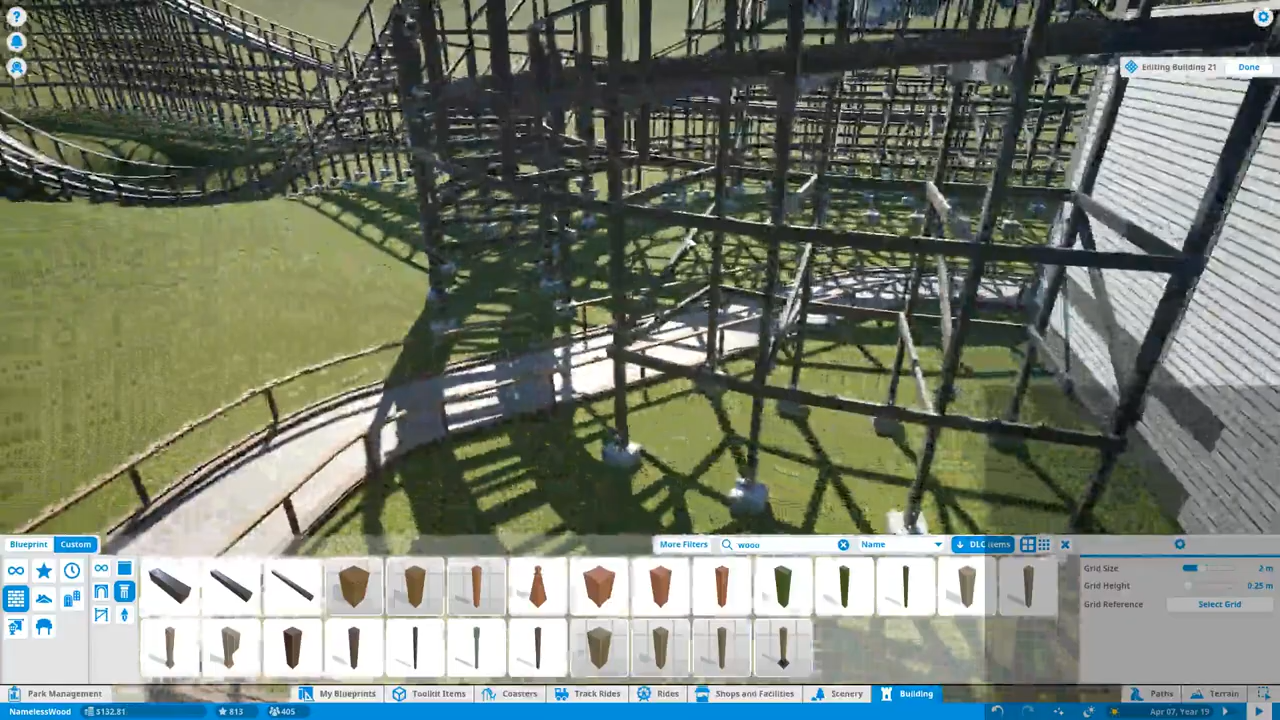 Editing Building 21 Done
Blueprint Custom More Filters wood Name DLC Items
Grid Size 2 m
Grid Height 0.25 m
Grid Reference Select Grid
Park Management My Blueprints Toolkit Items Coasters Track Rides Rides Shops and Facilities Scenery Building Paths Terrain
NamelessWood $132.81 813 405 Apr 07, Year 19